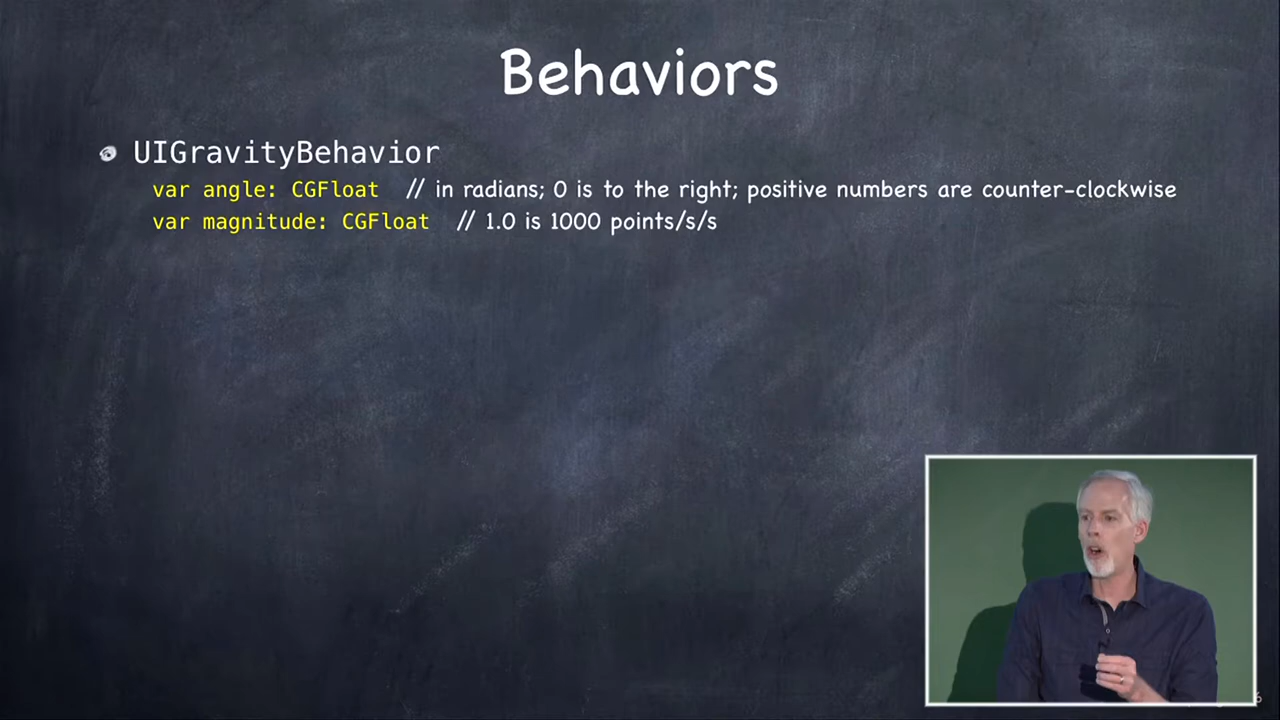 Behaviors
UIGravityBehavior
var angle: CGFloat // in radians; 0 is to the right; positive numbers are counter-clockwise
var magnitude: CGFloat // 1.0 is 1000 points/s/s
6